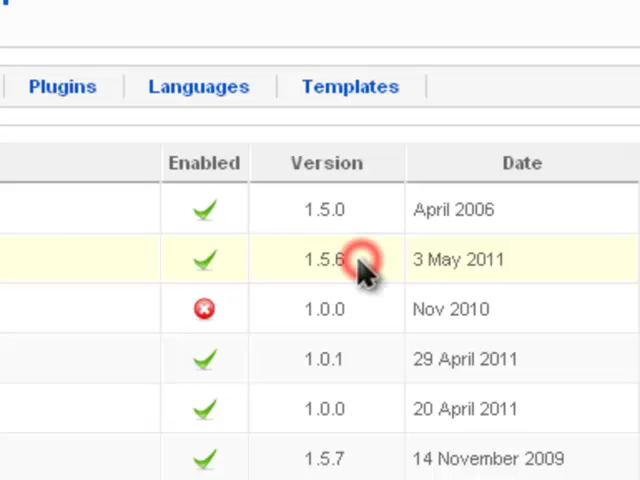 Plugins Languages Templates
Enabled Version Date
1.5.0 April 2006
1.5.6 3 May 2011
1.0.0 Nov 2010
1.0.1 29 April 2011
1.0.0 20 April 2011
1.5.7 14 November 2009